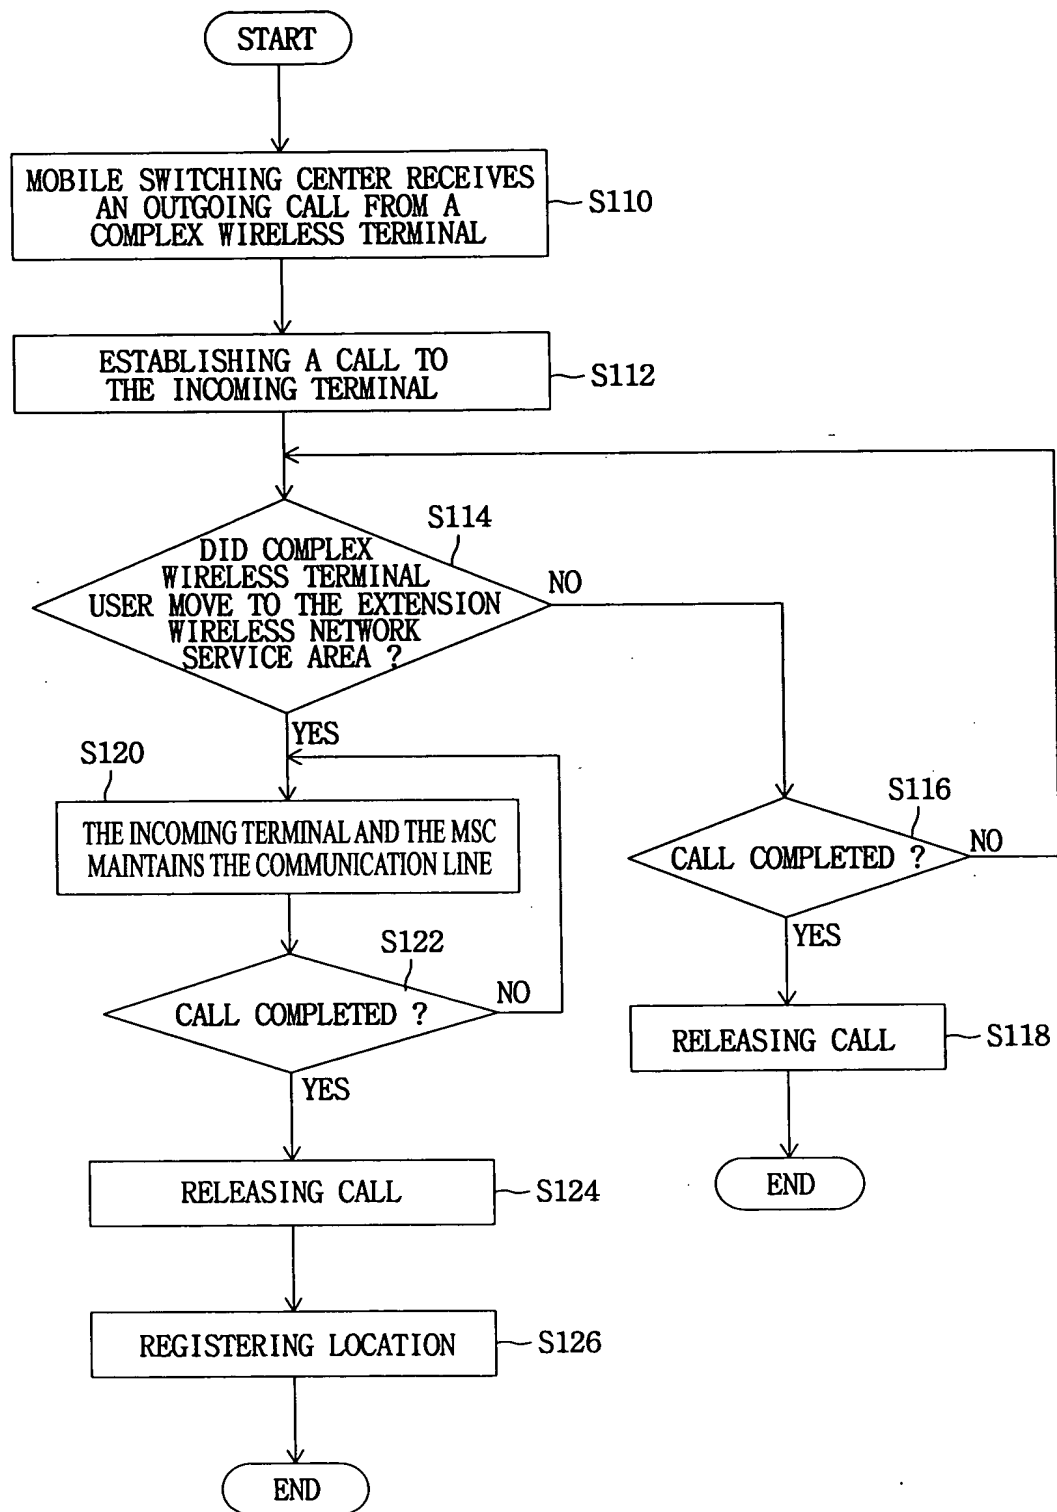 START
MOBILE SWITCHING CENTER RECEIVES
AN OUTGOING CALL FROM A
COMPLEX WIRELESS TERMINAL
S110
ESTABLISHING A CALL TO
THE INCOMING TERMINAL
S112
S114
DID COMPLEX
WIRELESS TERMINAL
USER MOVE TO THE EXTENSION
WIRELESS NETWORK
SERVICE AREA ?
NO
YES
S120
THE INCOMING TERMINAL AND THE MSC
MAINTAINS THE COMMUNICATION LINE
S116
CALL COMPLETED ?
NO
YES
S122
CALL COMPLETED ?
NO
YES
RELEASING CALL
S118
END
RELEASING CALL
S124
REGISTERING LOCATION
S126
END